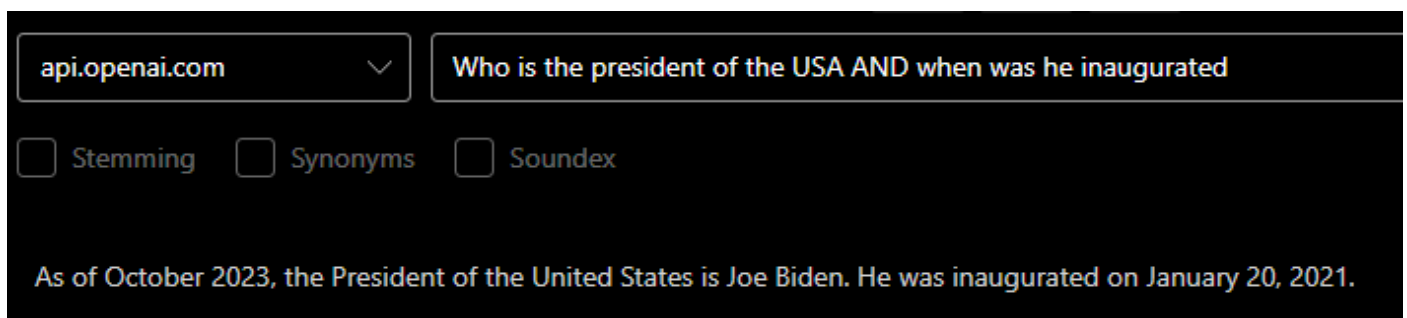 api.openai.com
Who is the president of the USA AND when was he inaugurated
Stemming
Synonyms
Soundex
As of October 2023, the President of the United States is Joe Biden. He was inaugurated on January 20, 2021.